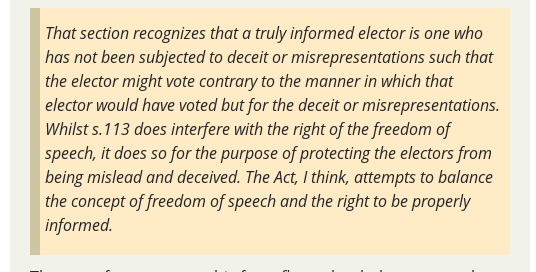 That section recognizes that a truly informed elector is one who
has not been subjected to deceit or misrepresentations such that
the elector might vote contrary to the manner in which that
elector would have voted but for the deceit or misrepresentations.
Whilst s.113 does interfere with the right of the freedom of
speech, it does so for the purpose of protecting the electors from
being mislead and deceived. The Act, I think, attempts to balance
the concept of freedom of speech and the right to be properly
informed.